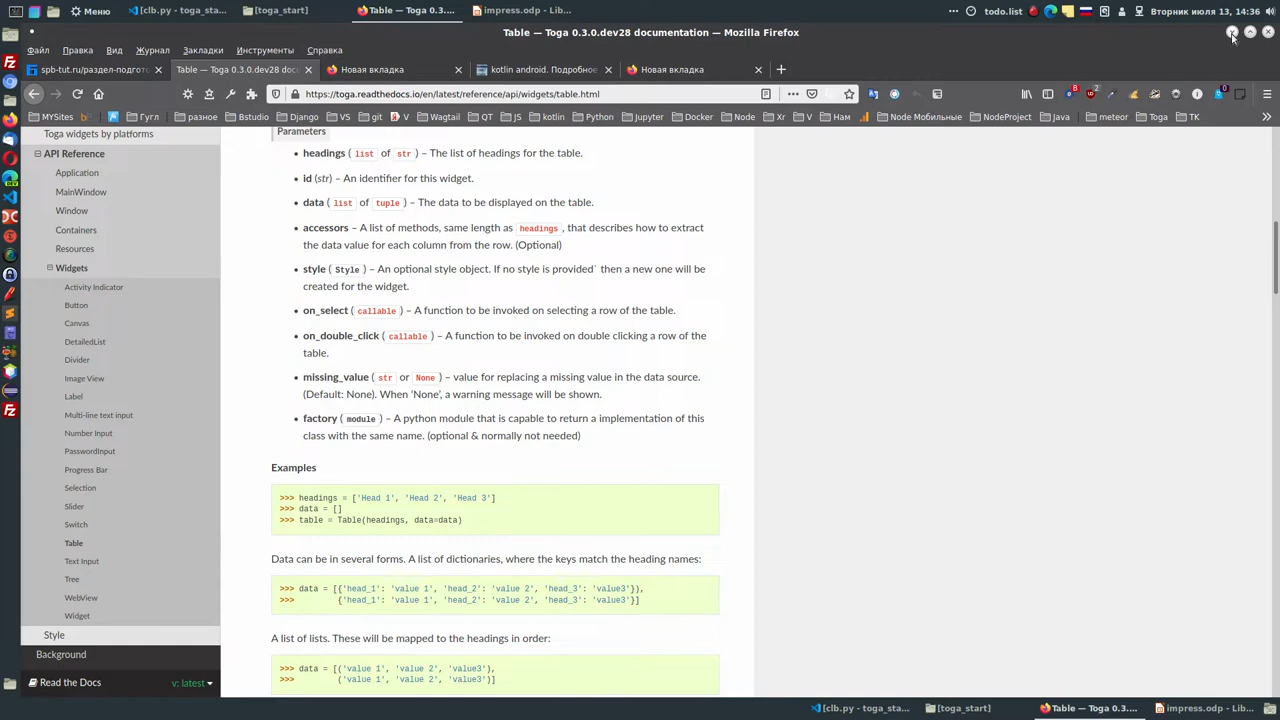 Меню
[clb.py - toga_sta...
[toga_start]
Table — Toga 0.3....
impress.odp - Lib...
todo.list
Вторник июля 13, 14:36
Table — Toga 0.3.0.dev28 documentation — Mozilla Firefox
Файл Правка Вид Журнал Закладки Инструменты Справка
spb-tut.ru/раздел-подгото
Table — Toga 0.3.0.dev28 doc
Новая вкладка
kotlin android. Подробное
Новая вкладка
https://toga.readthedocs.io/en/latest/reference/api/widgets/table.html
MYSites
Гугл
разное
Bstudio
Django
VS
git
V
Wagtail
QT
JS
kotlin
Python
Jupyter
Docker
Node
Xr
V
Нам
Node Мобильные
NodeProjects
Java
meteor
Toga
TK
Toga widgets by platforms
API Reference
Application
MainWindow
Window
Containers
Resources
Widgets
Activity Indicator
Button
Canvas
DetailedList
Divider
Image View
Label
Multi-line text input
Number Input
PasswordInput
Progress Bar
Selection
Slider
Switch
Table
Text Input
Tree
WebView
Widget
Style
Background
Read the Docs
v: latest
Parameters
• headings ( list of str ) – The list of headings for the table.
• id (str) – An identifier for this widget.
• data ( list of tuple ) – The data to be displayed on the table.
• accessors – A list of methods, same length as headings , that describes how to extract
the data value for each column from the row. (Optional)
• style ( Style ) – An optional style object. If no style is provided` then a new one will be
created for the widget.
• on_select ( callable ) – A function to be invoked on selecting a row of the table.
• on_double_click ( callable ) – A function to be invoked on double clicking a row of the
table.
• missing_value ( str or None ) – value for replacing a missing value in the data source.
(Default: None). When ‘None’, a warning message will be shown.
• factory ( module ) – A python module that is capable to return a implementation of this
class with the same name. (optional & normally not needed)
Examples
>>> headings = ['Head 1', 'Head 2', 'Head 3']
>>> data = []
>>> table = Table(headings, data=data)
Data can be in several forms. A list of dictionaries, where the keys match the heading names:
>>> data = [{'head_1': 'value 1', 'head_2': 'value 2', 'head_3': 'value3'}),
>>> {'head_1': 'value 1', 'head_2': 'value 2', 'head_3': 'value3'}]
A list of lists. These will be mapped to the headings in order:
>>> data = [('value 1', 'value 2', 'value3'),
>>> ('value 1', 'value 2', 'value3')]
[clb.py - toga_sta...
[toga_start]
Table — Toga 0.3....
impress.odp - Lib...